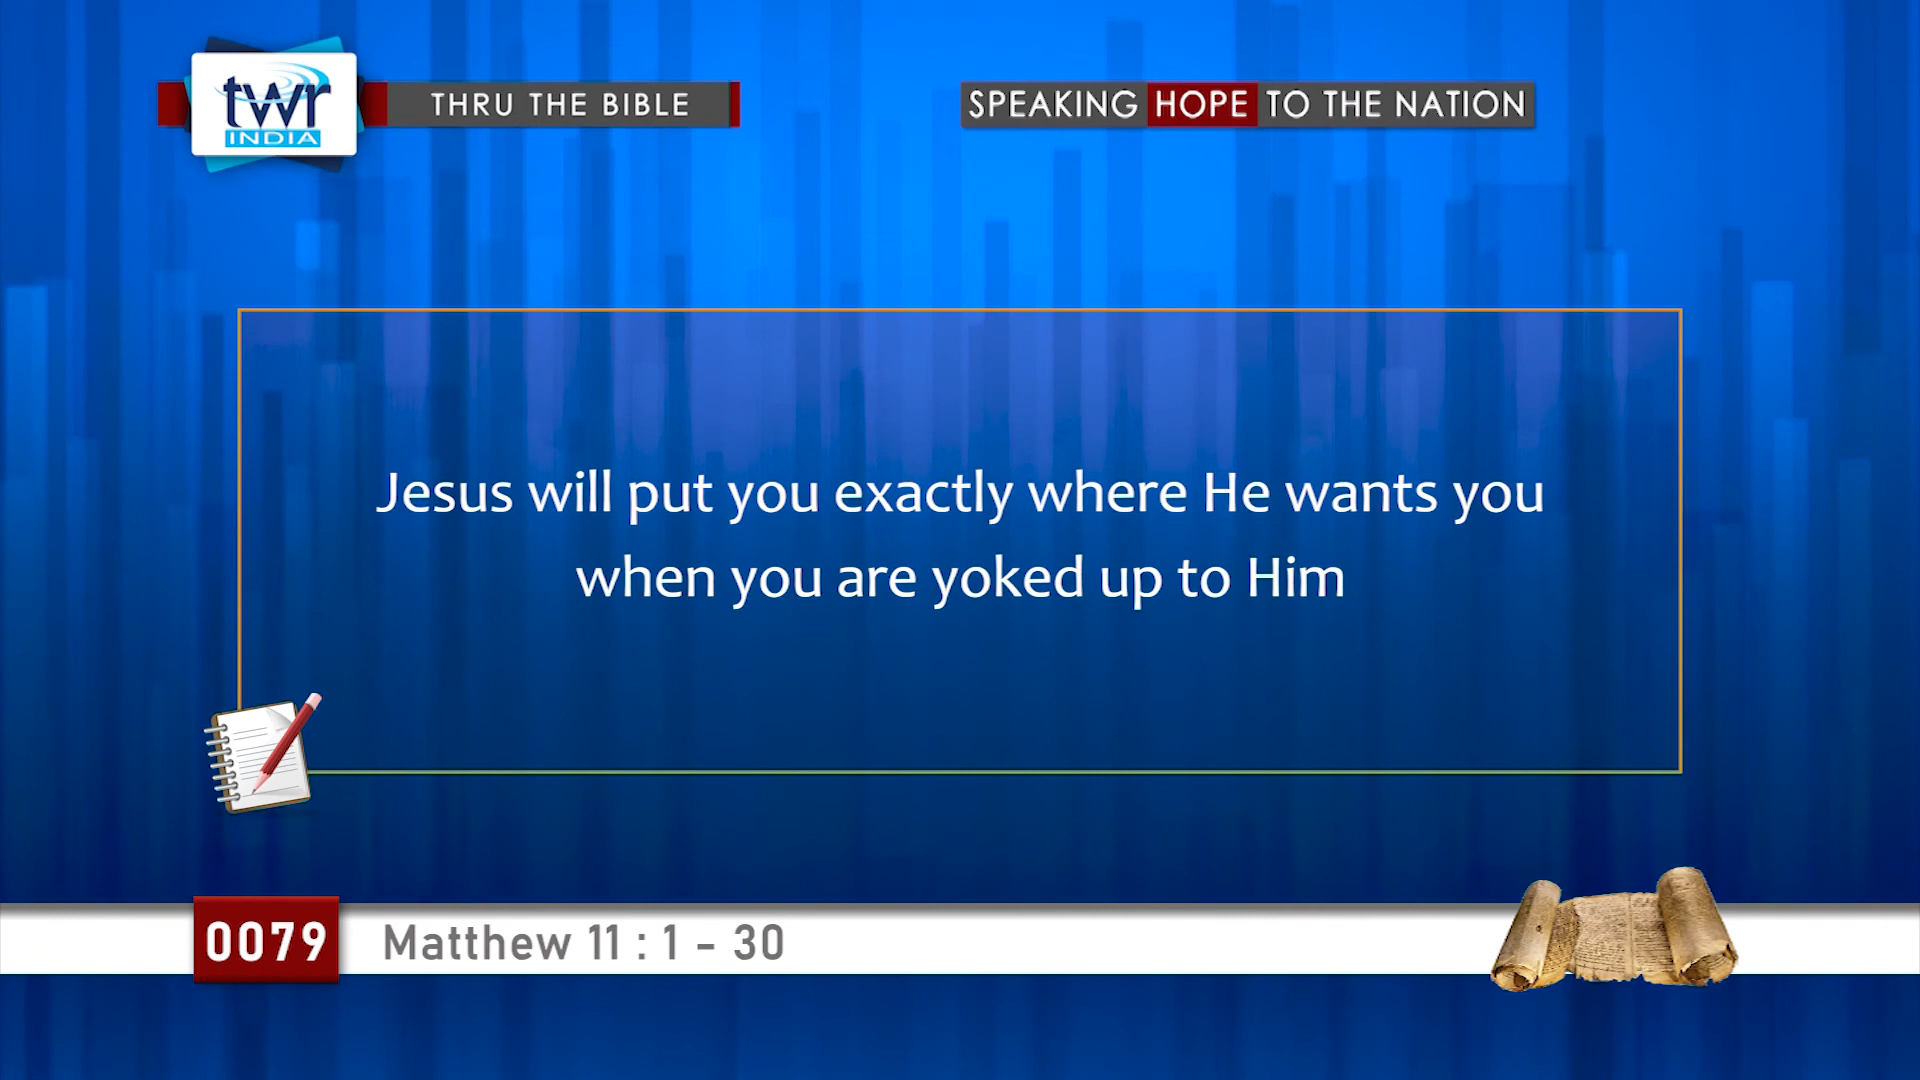 twr
INDIA
THRU THE BIBLE
SPEAKING HOPE TO THE NATION
Jesus will put you exactly where He wants you
when you are yoked up to Him
0079
Matthew 11 : 1 - 30